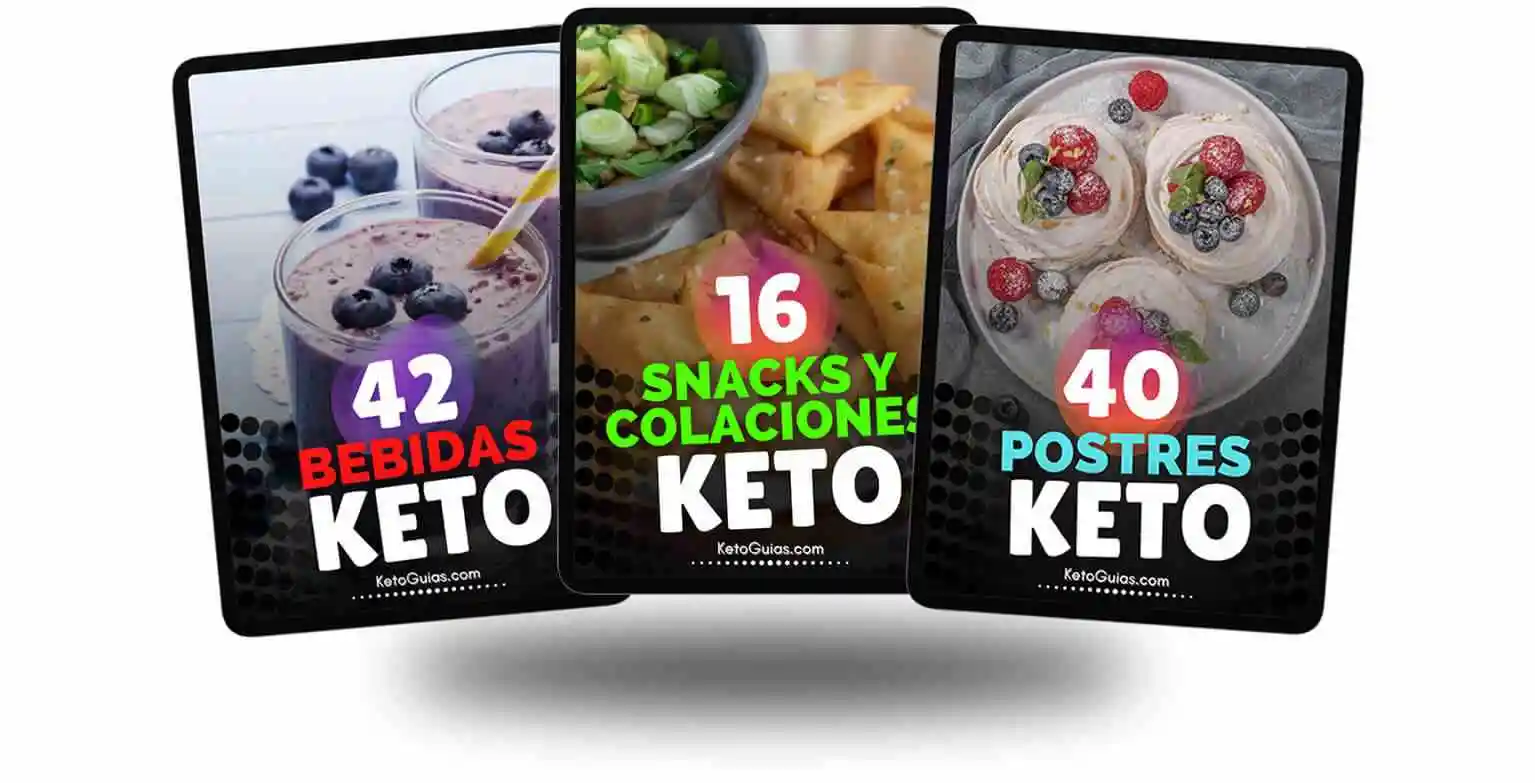 42
BEBIDAS
KETO
KetoGuias.com
16
SNACKS Y
COLACIONES
KETO
KetoGuias.com
40
POSTRES
KETO
KetoGuias.com